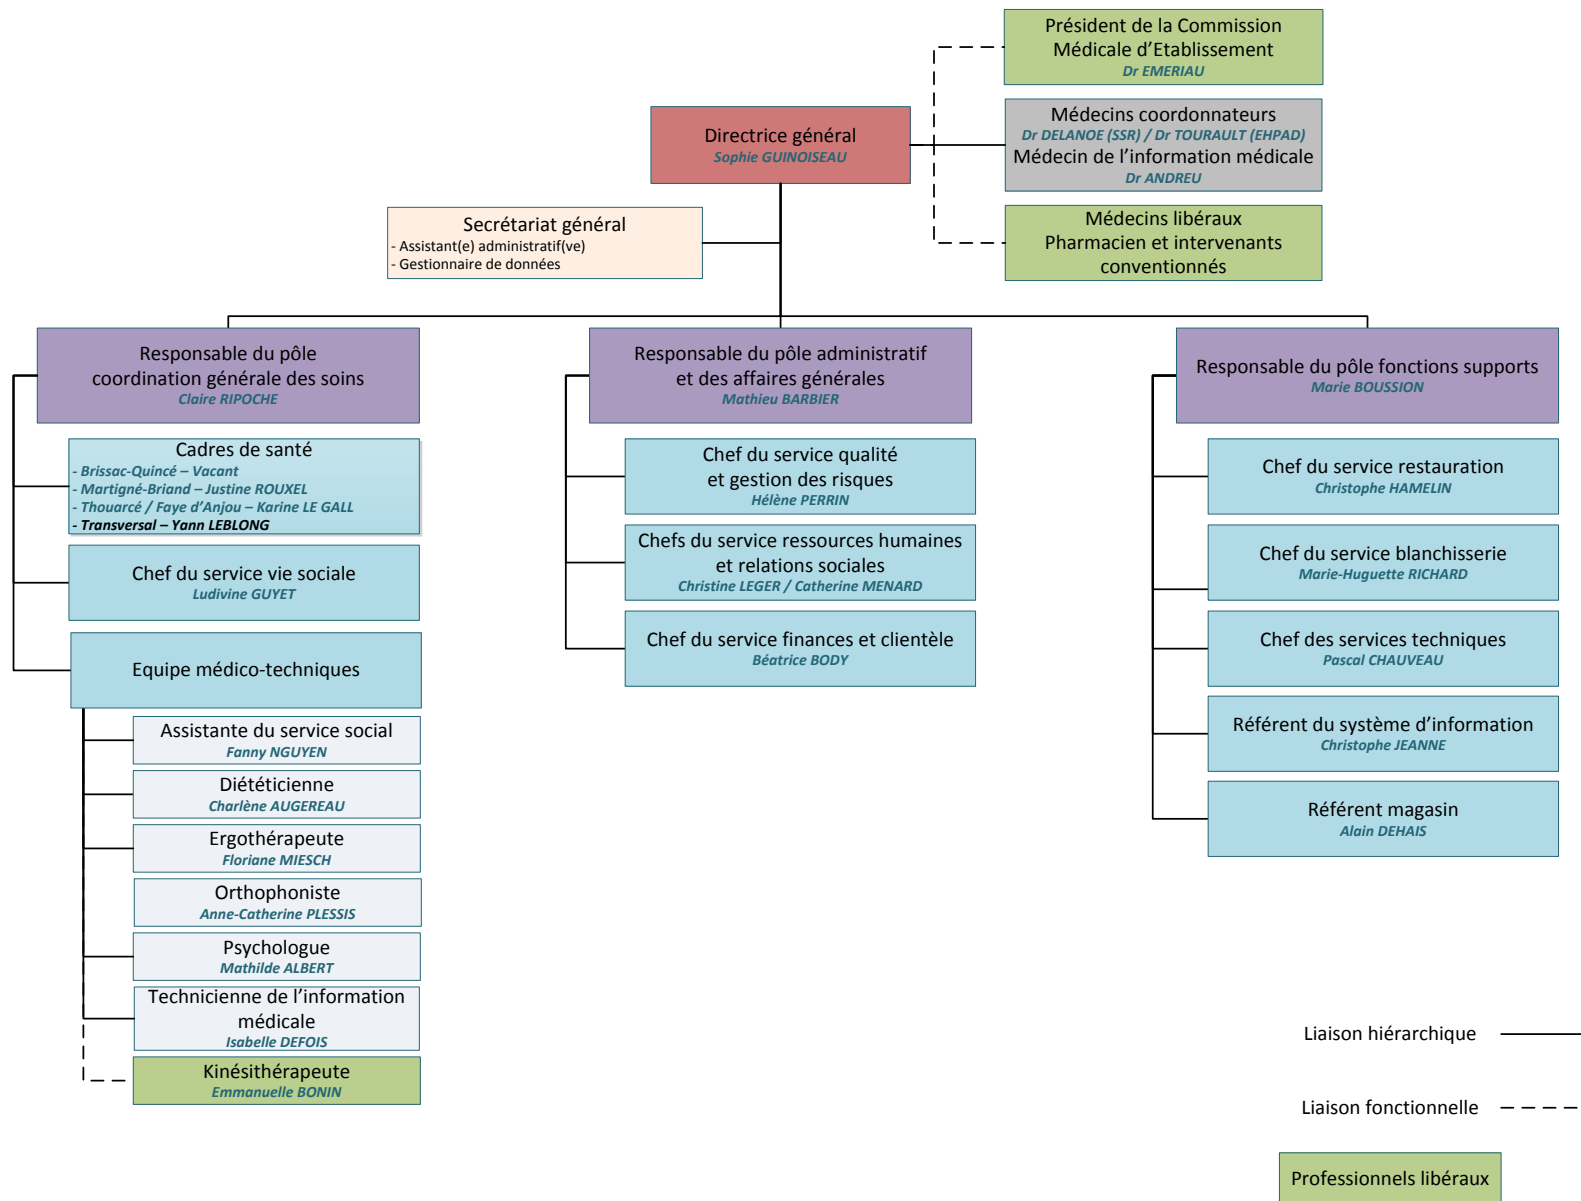 Président de la Commission
Médicale d'Etablissement
Dr EMERIAU
Directrice général
Sophie GUINOISEAU
Médecins coordonnateurs
Dr DELANOE (SSR) / Dr TOURAULT (EHPAD)
Médecin de l'information médicale
Dr ANDREU
Secrétariat général
- Assistant(e) administratif(ve)
- Gestionnaire de données
Médecins libéraux
Pharmacien et intervenants
conventionnés
Responsable du pôle
coordination générale des soins
Claire RIPOCHE
Cadres de santé
- Brissac-Quincé – Vacant
- Martigné-Briand – Justine ROUXEL
- Thouarcé / Faye d'Anjou – Karine LE GALL
- Transversal – Yann LEBLONG
Chef du service vie sociale
Ludivine GUYET
Equipe médico-techniques
Assistante du service social
Fanny NGUYEN
Diététicienne
Charlène AUGEREAU
Ergothérapeute
Floriane MIESCH
Orthophoniste
Anne-Catherine PLESSIS
Psychologue
Mathilde ALBERT
Technicienne de l'information
médicale
Isabelle DEFOIS
Kinésithérapeute
Emmanuelle BONIN
Responsable du pôle administratif
et des affaires générales
Mathieu BARBIER
Chef du service qualité
et gestion des risques
Hélène PERRIN
Chefs du service ressources humaines
et relations sociales
Christine LEGER / Catherine MENARD
Chef du service finances et clientèle
Béatrice BODY
Responsable du pôle fonctions supports
Marie BOUSSION
Chef du service restauration
Christophe HAMELIN
Chef du service blanchisserie
Marie-Huguette RICHARD
Chef des services techniques
Pascal CHAUVEAU
Référent du système d'information
Christophe JEANNE
Référent magasin
Alain DEHAIS
Liaison hiérarchique
Liaison fonctionnelle
Professionnels libéraux